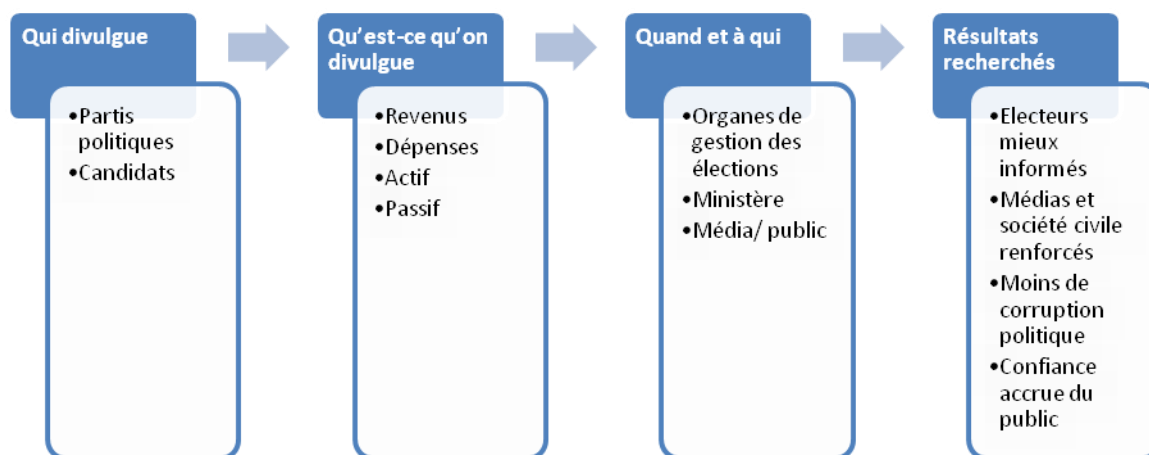 Qui divulgue
•Partis
politiques
•Candidats
Qu’est-ce qu’on
divulgue
•Revenus
•Dépenses
•Actif
•Passif
Quand et à qui
•Organes de
gestion des
élections
•Ministère
•Média/ public
Résultats
recherchés
•Electeurs
mieux
informés
•Médias et
société civile
renforcés
•Moins de
corruption
politique
•Confiance
accrue du
public